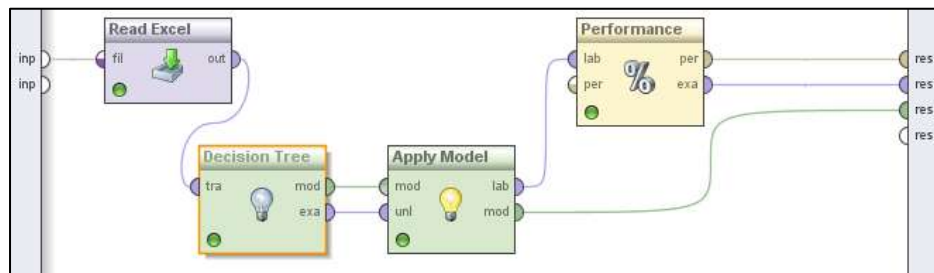 Read Excel
inp fil out
inp
Performance
lab per res
per % exa res
res
res
Decision Tree
tra mod
exa
Apply Model
mod lab
unl mod